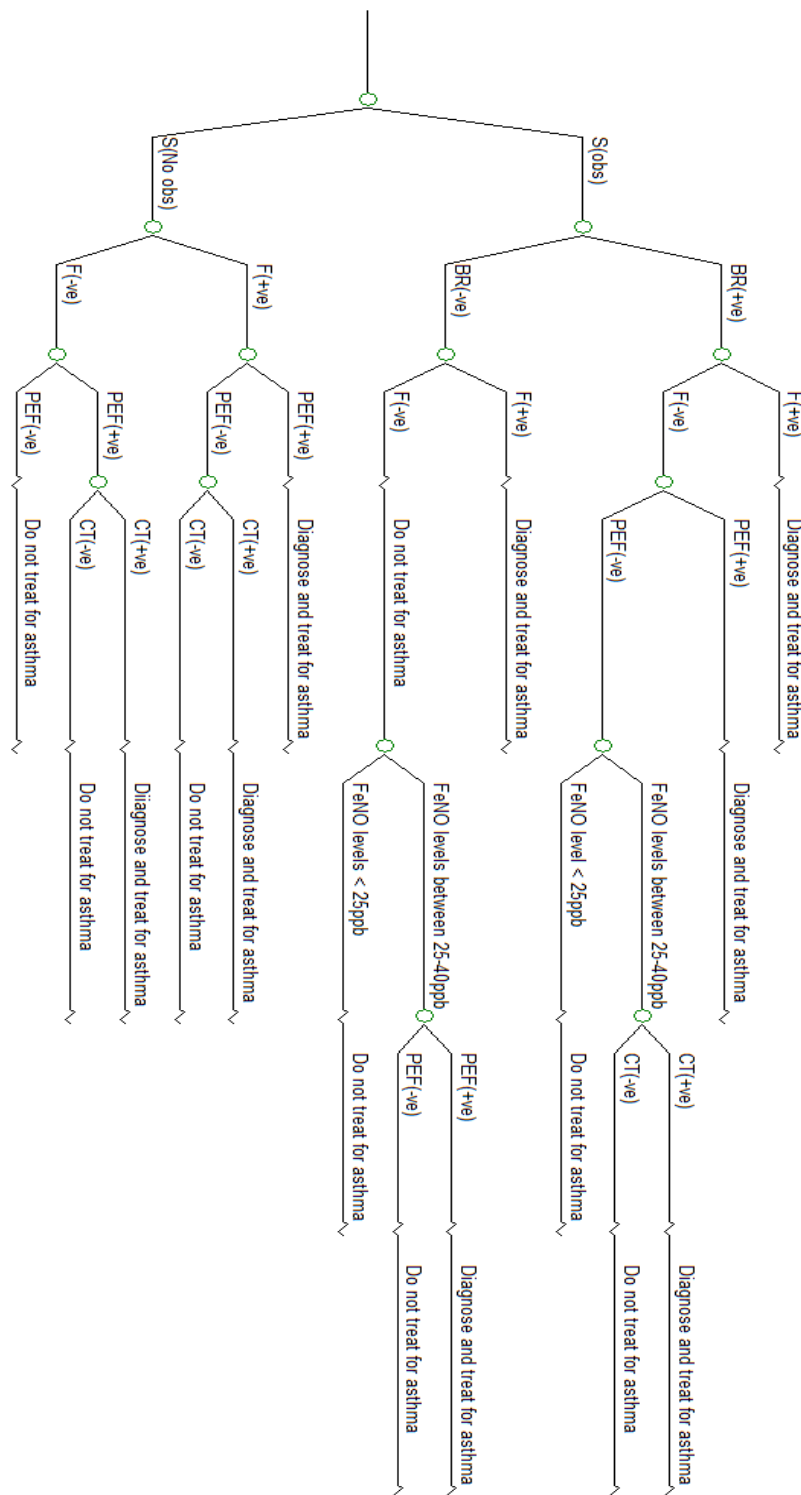 F(+ve)
Diagnose and treat for asthma
BR(+ve)
PEF(+ve)
Diagnose and treat for asthma
CT(+ve)
Diagnose and treat for asthma
F(-ve)
FeNO levels between 25-40ppb
CT(-ve)
Do not treat for asthma
PEF(-ve)
S(obs)
FeNO level < 25ppb
Do not treat for asthma
F(+ve)
Diagnose and treat for asthma
PEF(+ve)
Diagnose and treat for asthma
BR(-ve)
FeNO levels between 25-40ppb
PEF(-ve)
Do not treat for asthma
F(-ve)
Do not treat for asthma
FeNO levels < 25ppb
Do not treat for asthma
PEF(+ve)
Diagnose and treat for asthma
F(+ve)
CT(+ve)
Diagnose and treat for asthma
PEF(-ve)
CT(-ve)
Do not treat for asthma
S(No obs)
CT(+ve)
Diiagnose and treat for asthma
PEF(+ve)
CT(-ve)
Do not treat for asthma
F(-ve)
PEF(-ve)
Do not treat for asthma